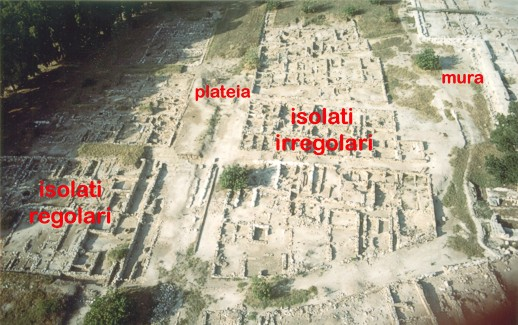 plateia
mura
isolati
irregolari
isolati
regolari